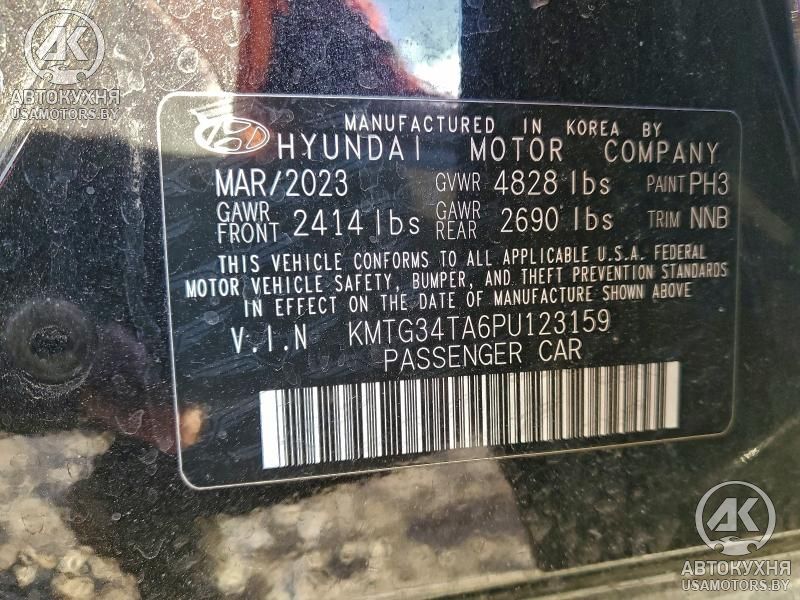 AK
АВТОКУХНЯ
USAMOTORS.BY
MANUFACTURED IN KOREA BY
HYUNDAI MOTOR COMPANY
MAR/2023 GVWR 4828 lbs PAINT PH3
GAWR FRONT 2414 lbs GAWR REAR 2690 lbs TRIM NNB
THIS VEHICLE CONFORMS TO ALL APPLICABLE U.S.A. FEDERAL
MOTOR VEHICLE SAFETY, BUMPER, AND THEFT PREVENTION STANDARDS
IN EFFECT ON THE DATE OF MANUFACTURE SHOWN ABOVE
V.I.N KMTG34TA6PU123159
PASSENGER CAR
AK
АВТОКУХНЯ
USAMOTORS.BY